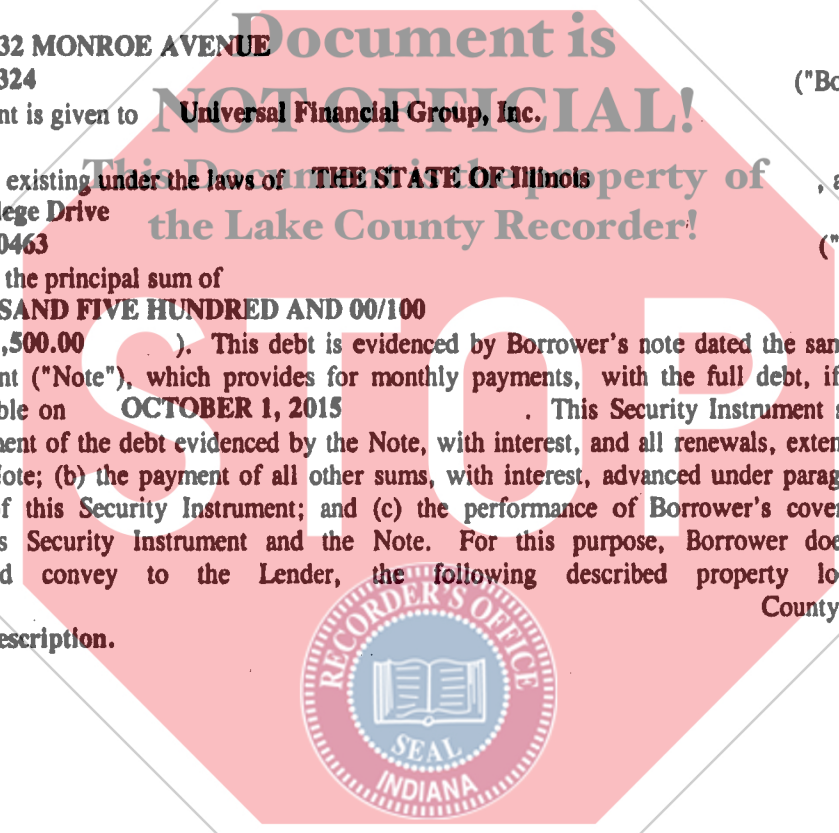 32 MONROE AVENUE
Document is
324 ("Bo
nt is given to Universal Financial Group, Inc.
NOT OFFICIAL!
existing under the laws of THE STATE OF Illinois , a
This Document is the property of
lege Drive
the Lake County Recorder!
0463 ("
the principal sum of
SAND FIVE HUNDRED AND 00/100
,500.00 ). This debt is evidenced by Borrower's note dated the san
nt ("Note"), which provides for monthly payments, with the full debt, if
ble on OCTOBER 1, 2015 . This Security Instrument s
nent of the debt evidenced by the Note, with interest, and all renewals, exten
Note; (b) the payment of all other sums, with interest, advanced under parag
f this Security Instrument; and (c) the performance of Borrower's cover
s Security Instrument and the Note. For this purpose, Borrower doe
d convey to the Lender, the following described property lo
County
escription.
STOP
RECORDER'S OFFICE
SEAL
INDIANA